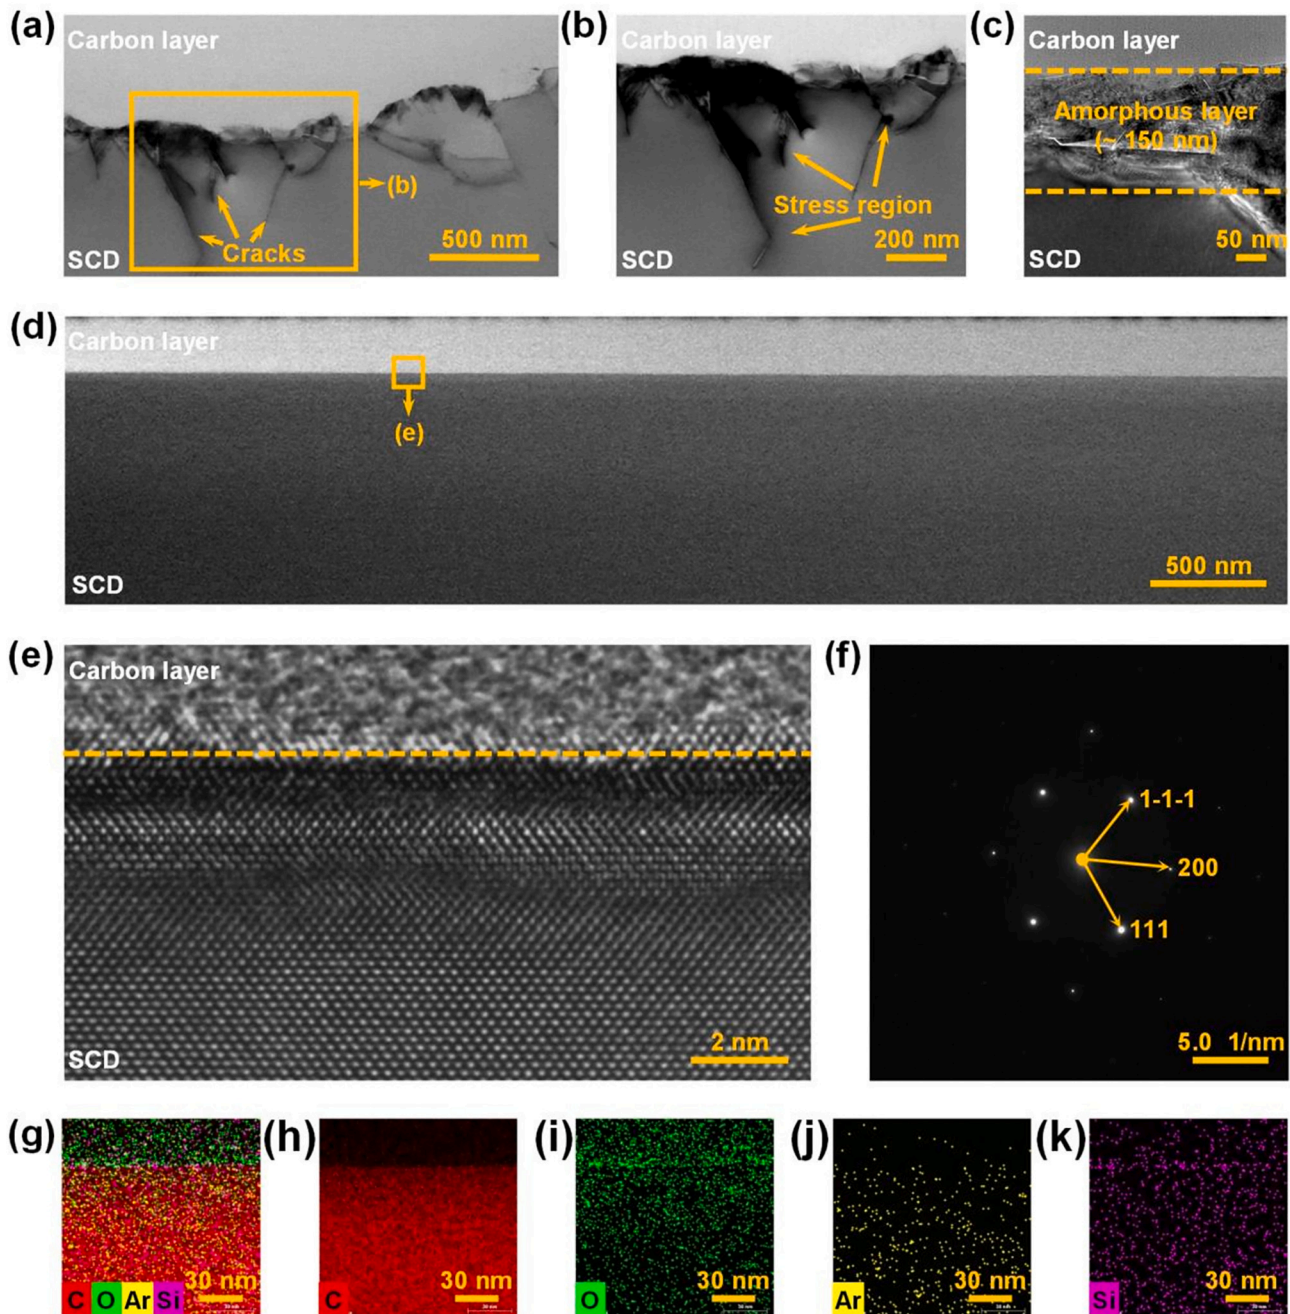 (a)
Carbon layer
(b)
Cracks
500 nm
SCD
(b)
Carbon layer
Stress region
200 nm
SCD
(c)
Carbon layer
Amorphous layer
(~ 150 nm)
50 nm
SCD
(d)
Carbon layer
(e)
500 nm
SCD
(e)
Carbon layer
2 nm
SCD
(f)
1-1-1
200
111
5.0 1/nm
(g)
30 nm
C O Ar Si
(h)
30 nm
C
(i)
30 nm
O
(j)
30 nm
Ar
(k)
30 nm
Si